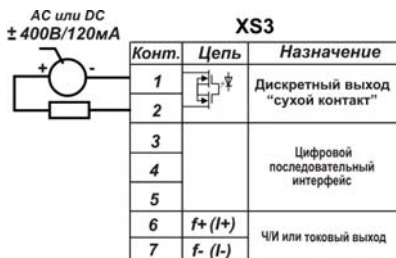 AC или DC
± 400В/120мА
XS3
+ -
Конт. Цепь Назначение
1
2
Дискретный выход
“сухой контакт”
3
4
5
Цифровой
последовательный
интерфейс
6 f+ (I+)
7 f- (I-)
Ч/И или токовый выход